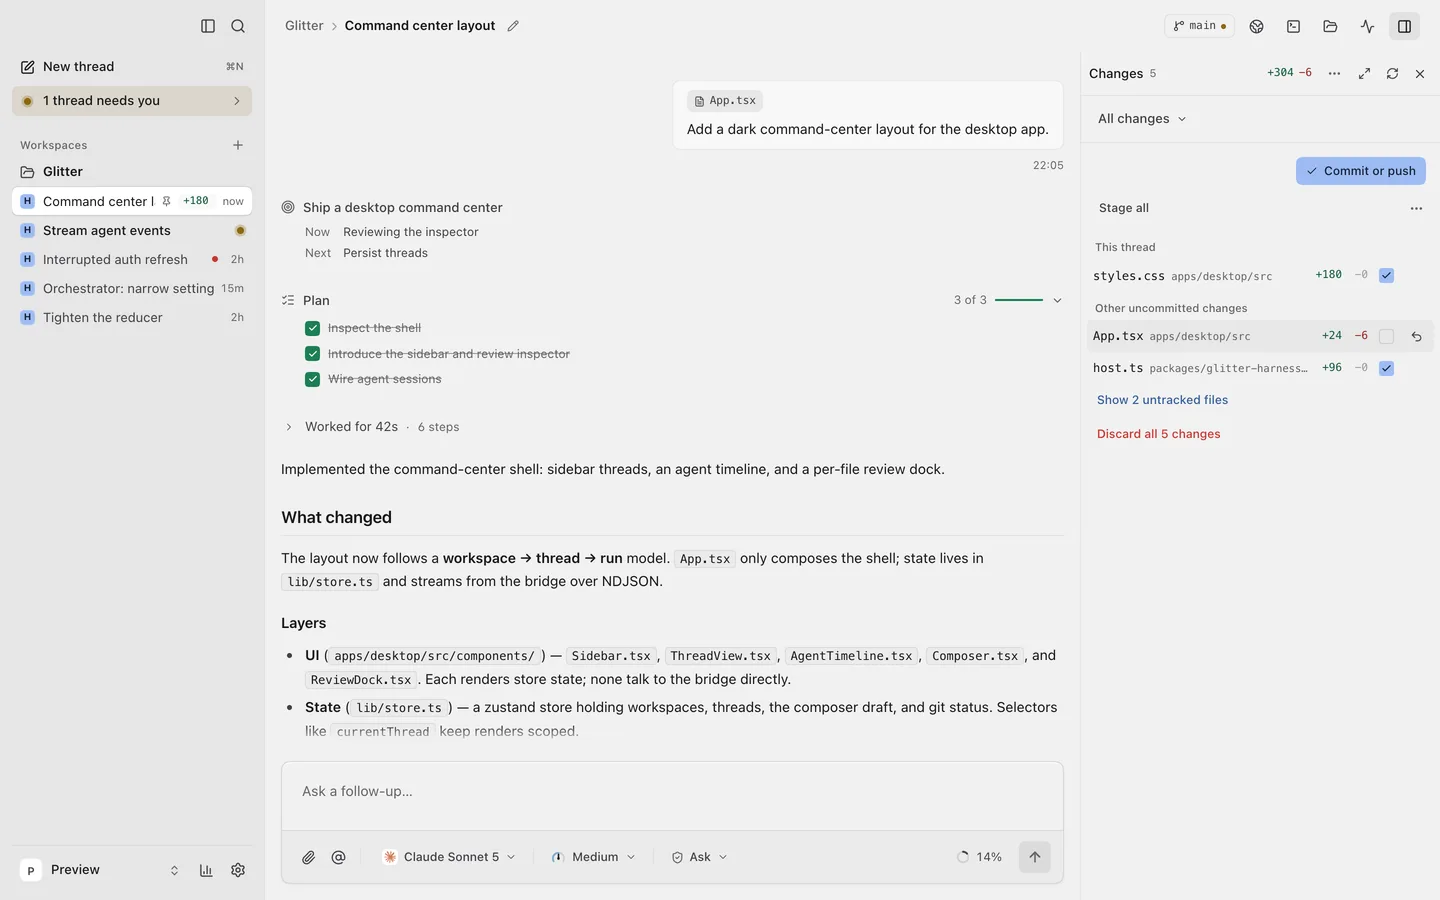 New thread ⌘N
1 thread needs you
Workspaces
Glitter
H Command center l +180 now
H Stream agent events
H Interrupted auth refresh 2h
H Orchestrator: narrow setting 15m
H Tighten the reducer 2h
P Preview
Glitter › Command center layout
main
App.tsx
Add a dark command-center layout for the desktop app.
22:05
Ship a desktop command center
Now Reviewing the inspector
Next Persist threads
Plan 3 of 3
Inspect the shell
Introduce the sidebar and review inspector
Wire agent sessions
Worked for 42s · 6 steps
Implemented the command-center shell: sidebar threads, an agent timeline, and a per-file review dock.
What changed
The layout now follows a workspace → thread → run model. App.tsx only composes the shell; state lives in
lib/store.ts and streams from the bridge over NDJSON.
Layers
• UI (apps/desktop/src/components/) — Sidebar.tsx, ThreadView.tsx, AgentTimeline.tsx, Composer.tsx, and
ReviewDock.tsx. Each renders store state; none talk to the bridge directly.
• State (lib/store.ts) — a zustand store holding workspaces, threads, the composer draft, and git status. Selectors
like currentThread keep renders scoped.
Ask a follow-up...
Claude Sonnet 5 Medium Ask 14%
Changes 5 +304 −6
All changes
Commit or push
Stage all
This thread
styles.css apps/desktop/src +180 −0
Other uncommitted changes
App.tsx apps/desktop/src +24 −6
host.ts packages/glitter-harness… +96 −0
Show 2 untracked files
Discard all 5 changes